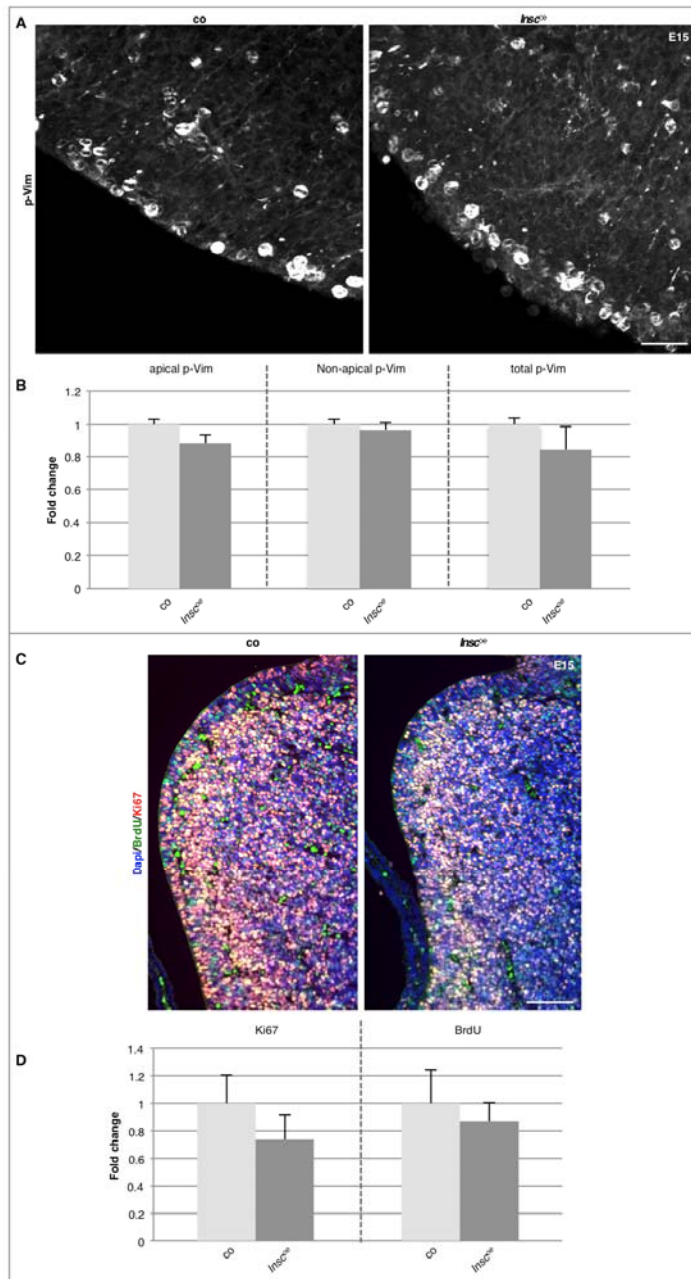 A
co
Insc^oe
E15
p-Vim
B
apical p-Vim
Non-apical p-Vim
total p-Vim
Fold change
1.2
1
0.8
0.6
0.4
0.2
0
co
Insc^oe
co
Insc^oe
co
Insc^oe
C
co
Insc^oe
E15
Dapi/BrdU/Ki67
D
Ki67
BrdU
Fold change
1.4
1.2
1
0.8
0.6
0.4
0.2
0
co
Insc^oe
co
Insc^oe